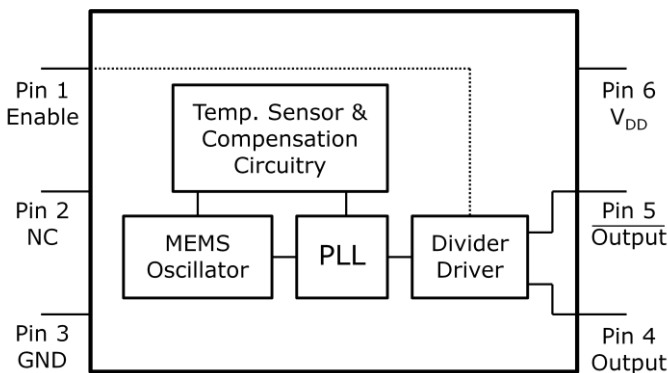 Pin 1
Enable
Temp. Sensor &
Compensation
Circuitry
Pin 6
V_DD
Pin 2
NC
MEMS
Oscillator
PLL
Divider
Driver
Pin 5
Output
Pin 3
GND
Pin 4
Output